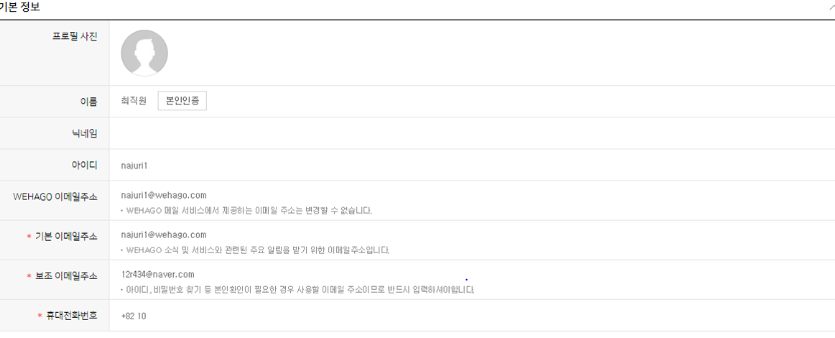 기본 정보
프로필 사진
이름 최직원 본인인증
닉네임
아이디 najuri1
WEHAGO 이메일주소 najuri1@wehago.com
• WEHAGO 메일 서비스에서 제공하는 이메일 주소는 변경할 수 없습니다.
* 기본 이메일주소 najuri1@wehago.com
• WEHAGO 소식 및 서비스와 관련된 주요 알림을 받기 위한 이메일주소입니다.
* 보조 이메일주소 12r434@naver.com
• 아이디, 비밀번호 찾기 등 본인확인이 필요한 경우 사용할 이메일 주소이므로 반드시 입력하셔야합니다.
* 휴대전화번호 +82 10